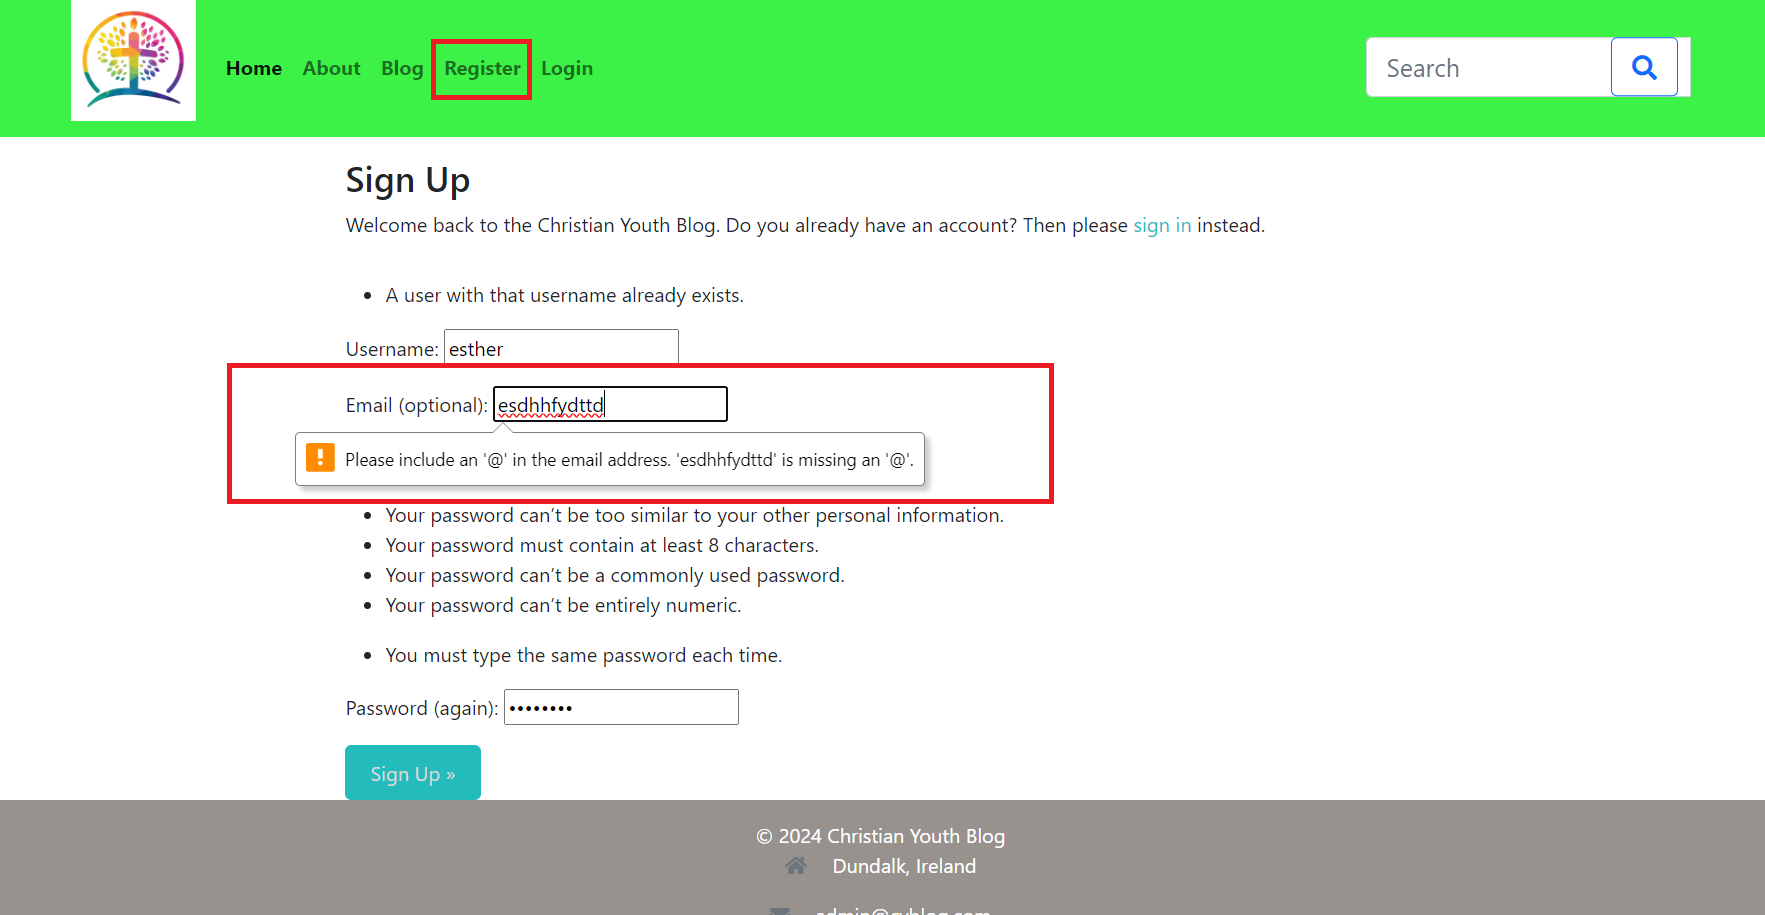 Home About Blog Register Login
Search
Sign Up
Welcome back to the Christian Youth Blog. Do you already have an account? Then please sign in instead.
A user with that username already exists.
Username: esther
Email (optional): esdhhfydttd
Please include an '@' in the email address. 'esdhhfydttd' is missing an '@'.
Your password can’t be too similar to your other personal information.
Your password must contain at least 8 characters.
Your password can’t be a commonly used password.
Your password can’t be entirely numeric.
You must type the same password each time.
Password (again): ••••••••
Sign Up »
© 2024 Christian Youth Blog
Dundalk, Ireland
admin@cyblog.com